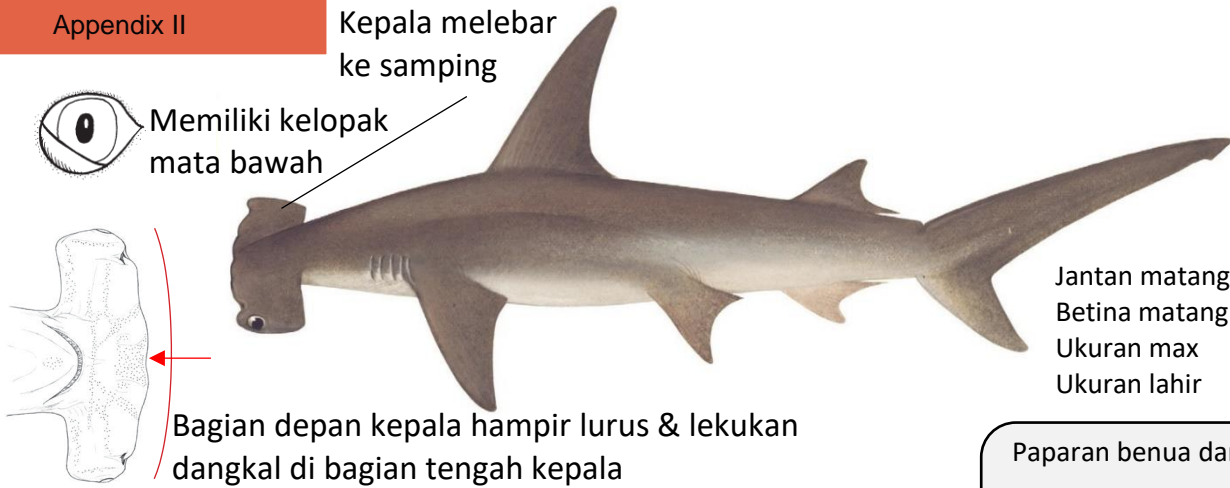 Appendix II
Kepala melebar
ke samping
Memiliki kelopak
mata bawah
Bagian depan kepala hampir lurus & lekukan
dangkal di bagian tengah kepala
Jantan matang
Betina matang
Ukuran max
Ukuran lahir
Paparan benua dan